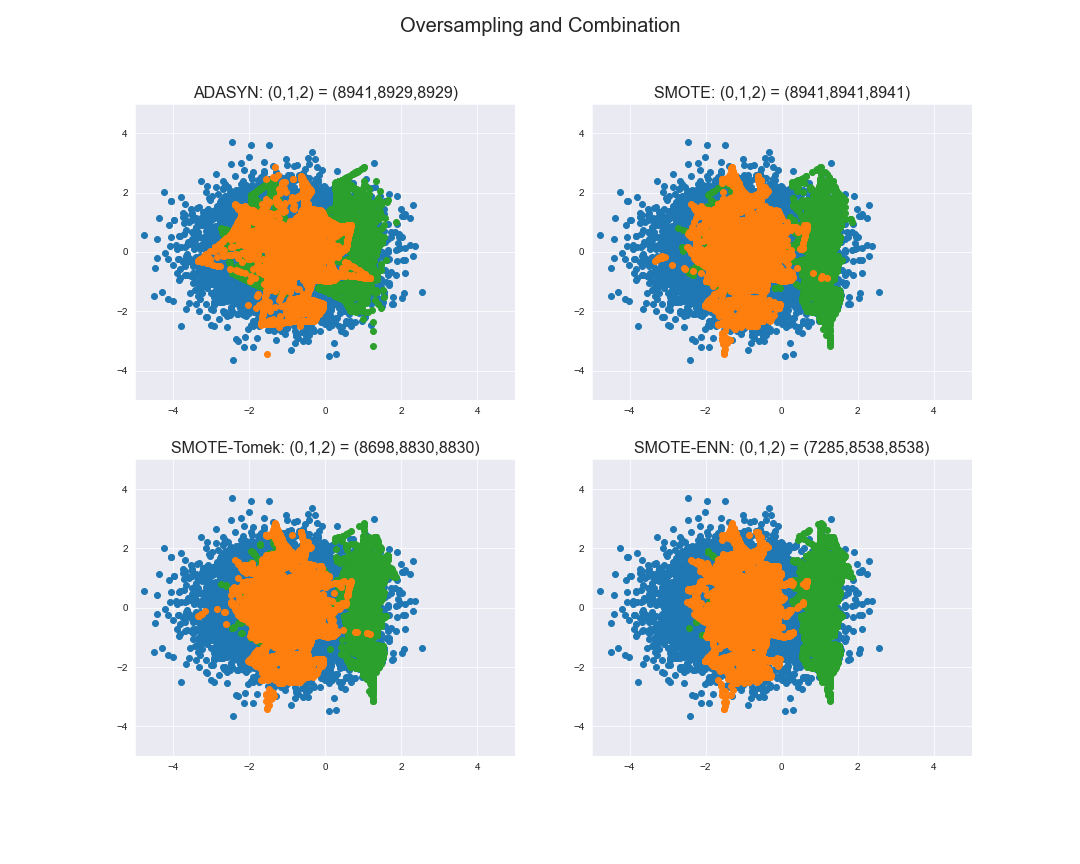 Oversampling and Combination
ADASYN: (0,1,2) = (8941,8929,8929)
4
2
0
−2
−4
−4 −2 0 2 4
SMOTE: (0,1,2) = (8941,8941,8941)
4
2
0
−2
−4
−4 −2 0 2 4
SMOTE-Tomek: (0,1,2) = (8698,8830,8830)
4
2
0
−2
−4
−4 −2 0 2 4
SMOTE-ENN: (0,1,2) = (7285,8538,8538)
4
2
0
−2
−4
−4 −2 0 2 4